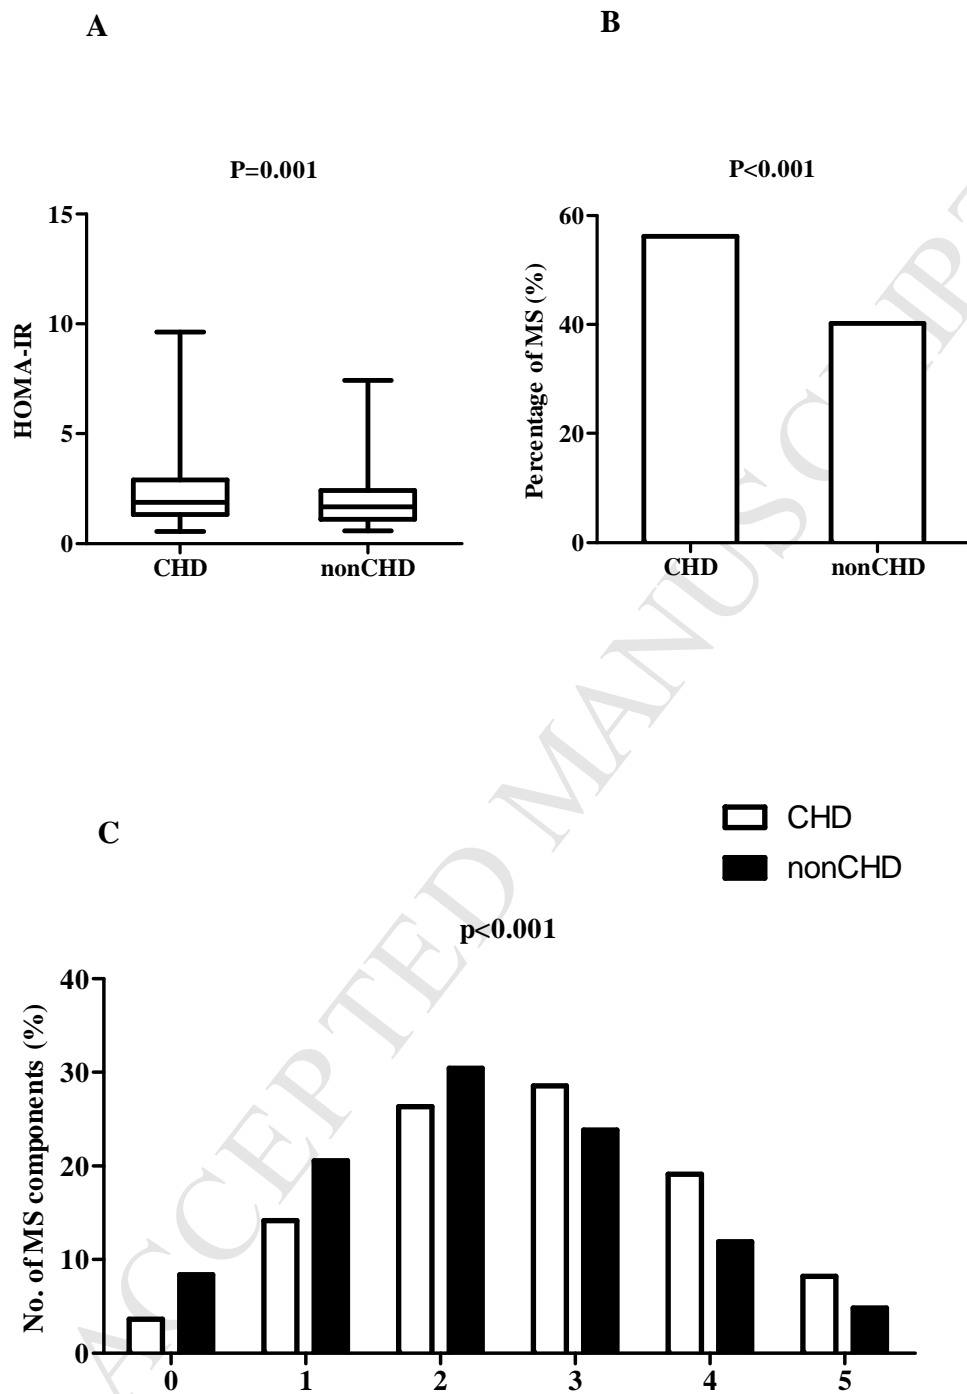 A
B
P=0.001
P<0.001
HOMA-IR
15
10
5
0
CHD
nonCHD
Percentage of MS (%)
60
40
20
0
CHD
nonCHD
C
CHD
nonCHD
p<0.001
No. of MS components (%)
40
30
20
10
0
0
1
2
3
4
5
ACCEPTED MANUSCRIPT